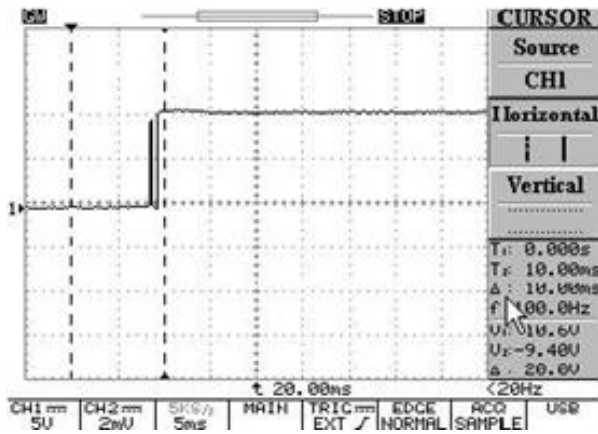 GW STOP
CURSOR
Source
CH1
Horizontal
Vertical
1
T1: 0.000s
T2: 10.00ms
Δ: 10.00ms
f 100.0Hz
V1: 10.6V
V2:-9.40V
Δ: 20.0V
t 20.00ms <20Hz
CH1 CH2 MAIN TRIG EDGE ACQ USB
5V 2mV 5ms EXT NORMAL SAMPLE